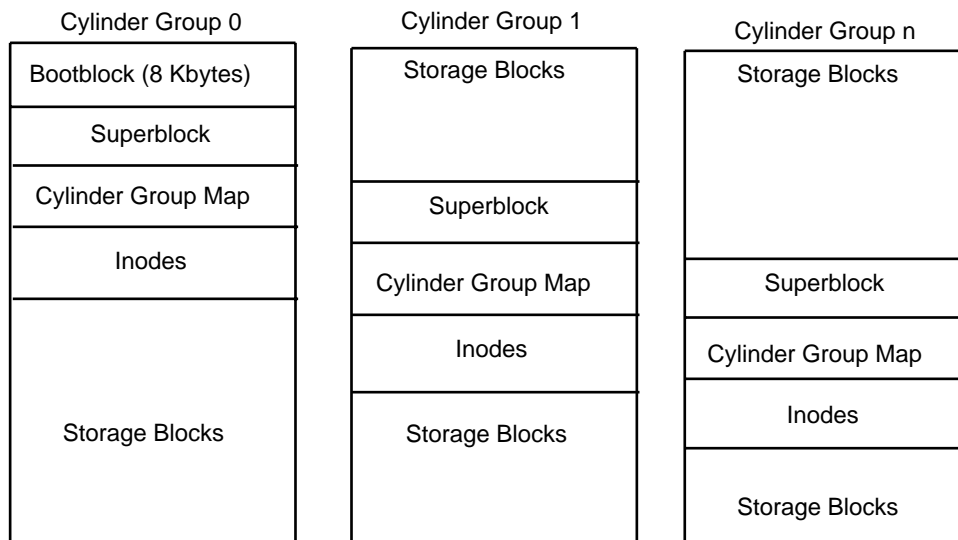 Cylinder Group 0
Bootblock (8 Kbytes)
Superblock
Cylinder Group Map
Inodes
Storage Blocks
Cylinder Group 1
Storage Blocks
Superblock
Cylinder Group Map
Inodes
Storage Blocks
Cylinder Group n
Storage Blocks
Superblock
Cylinder Group Map
Inodes
Storage Blocks